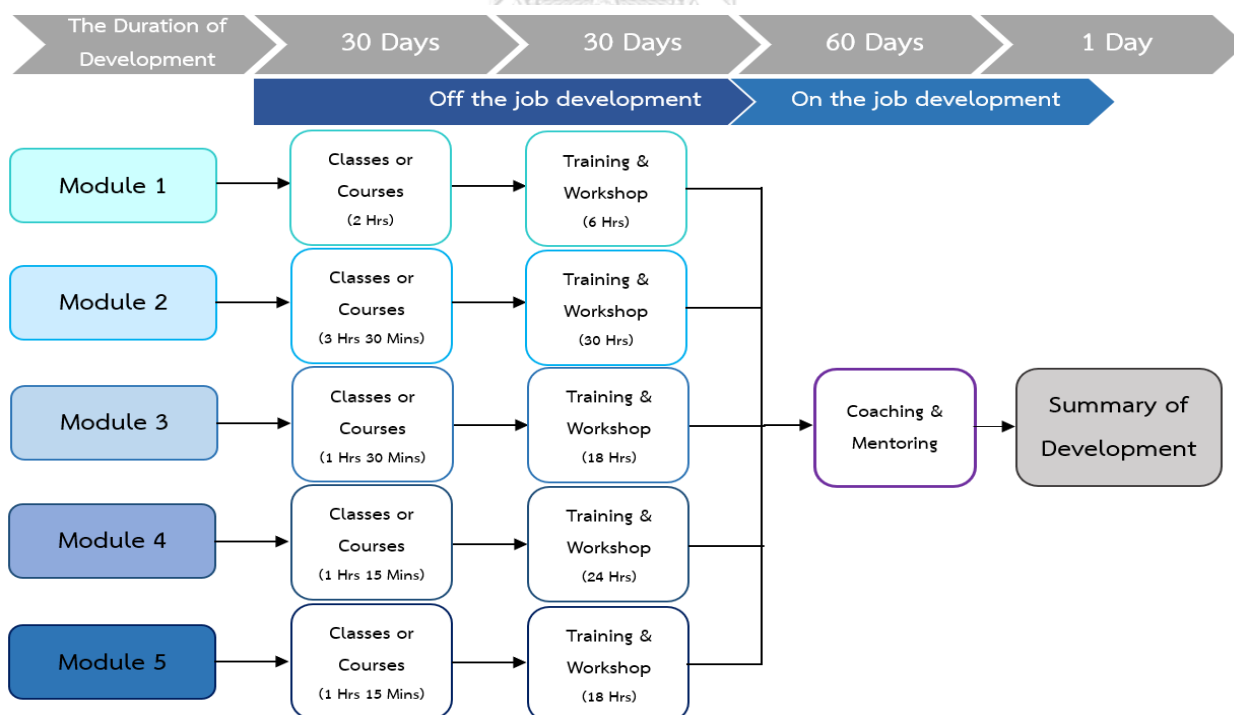 The Duration of
Development
30 Days
30 Days
60 Days
1 Day
Off the job development
On the job development
Module 1
Classes or
Courses
(2 Hrs)
Training &
Workshop
(6 Hrs)
Module 2
Classes or
Courses
(3 Hrs 30 Mins)
Training &
Workshop
(30 Hrs)
Module 3
Classes or
Courses
(1 Hrs 30 Mins)
Training &
Workshop
(18 Hrs)
Coaching &
Mentoring
Summary of
Development
Module 4
Classes or
Courses
(1 Hrs 15 Mins)
Training &
Workshop
(24 Hrs)
Module 5
Classes or
Courses
(1 Hrs 15 Mins)
Training &
Workshop
(18 Hrs)